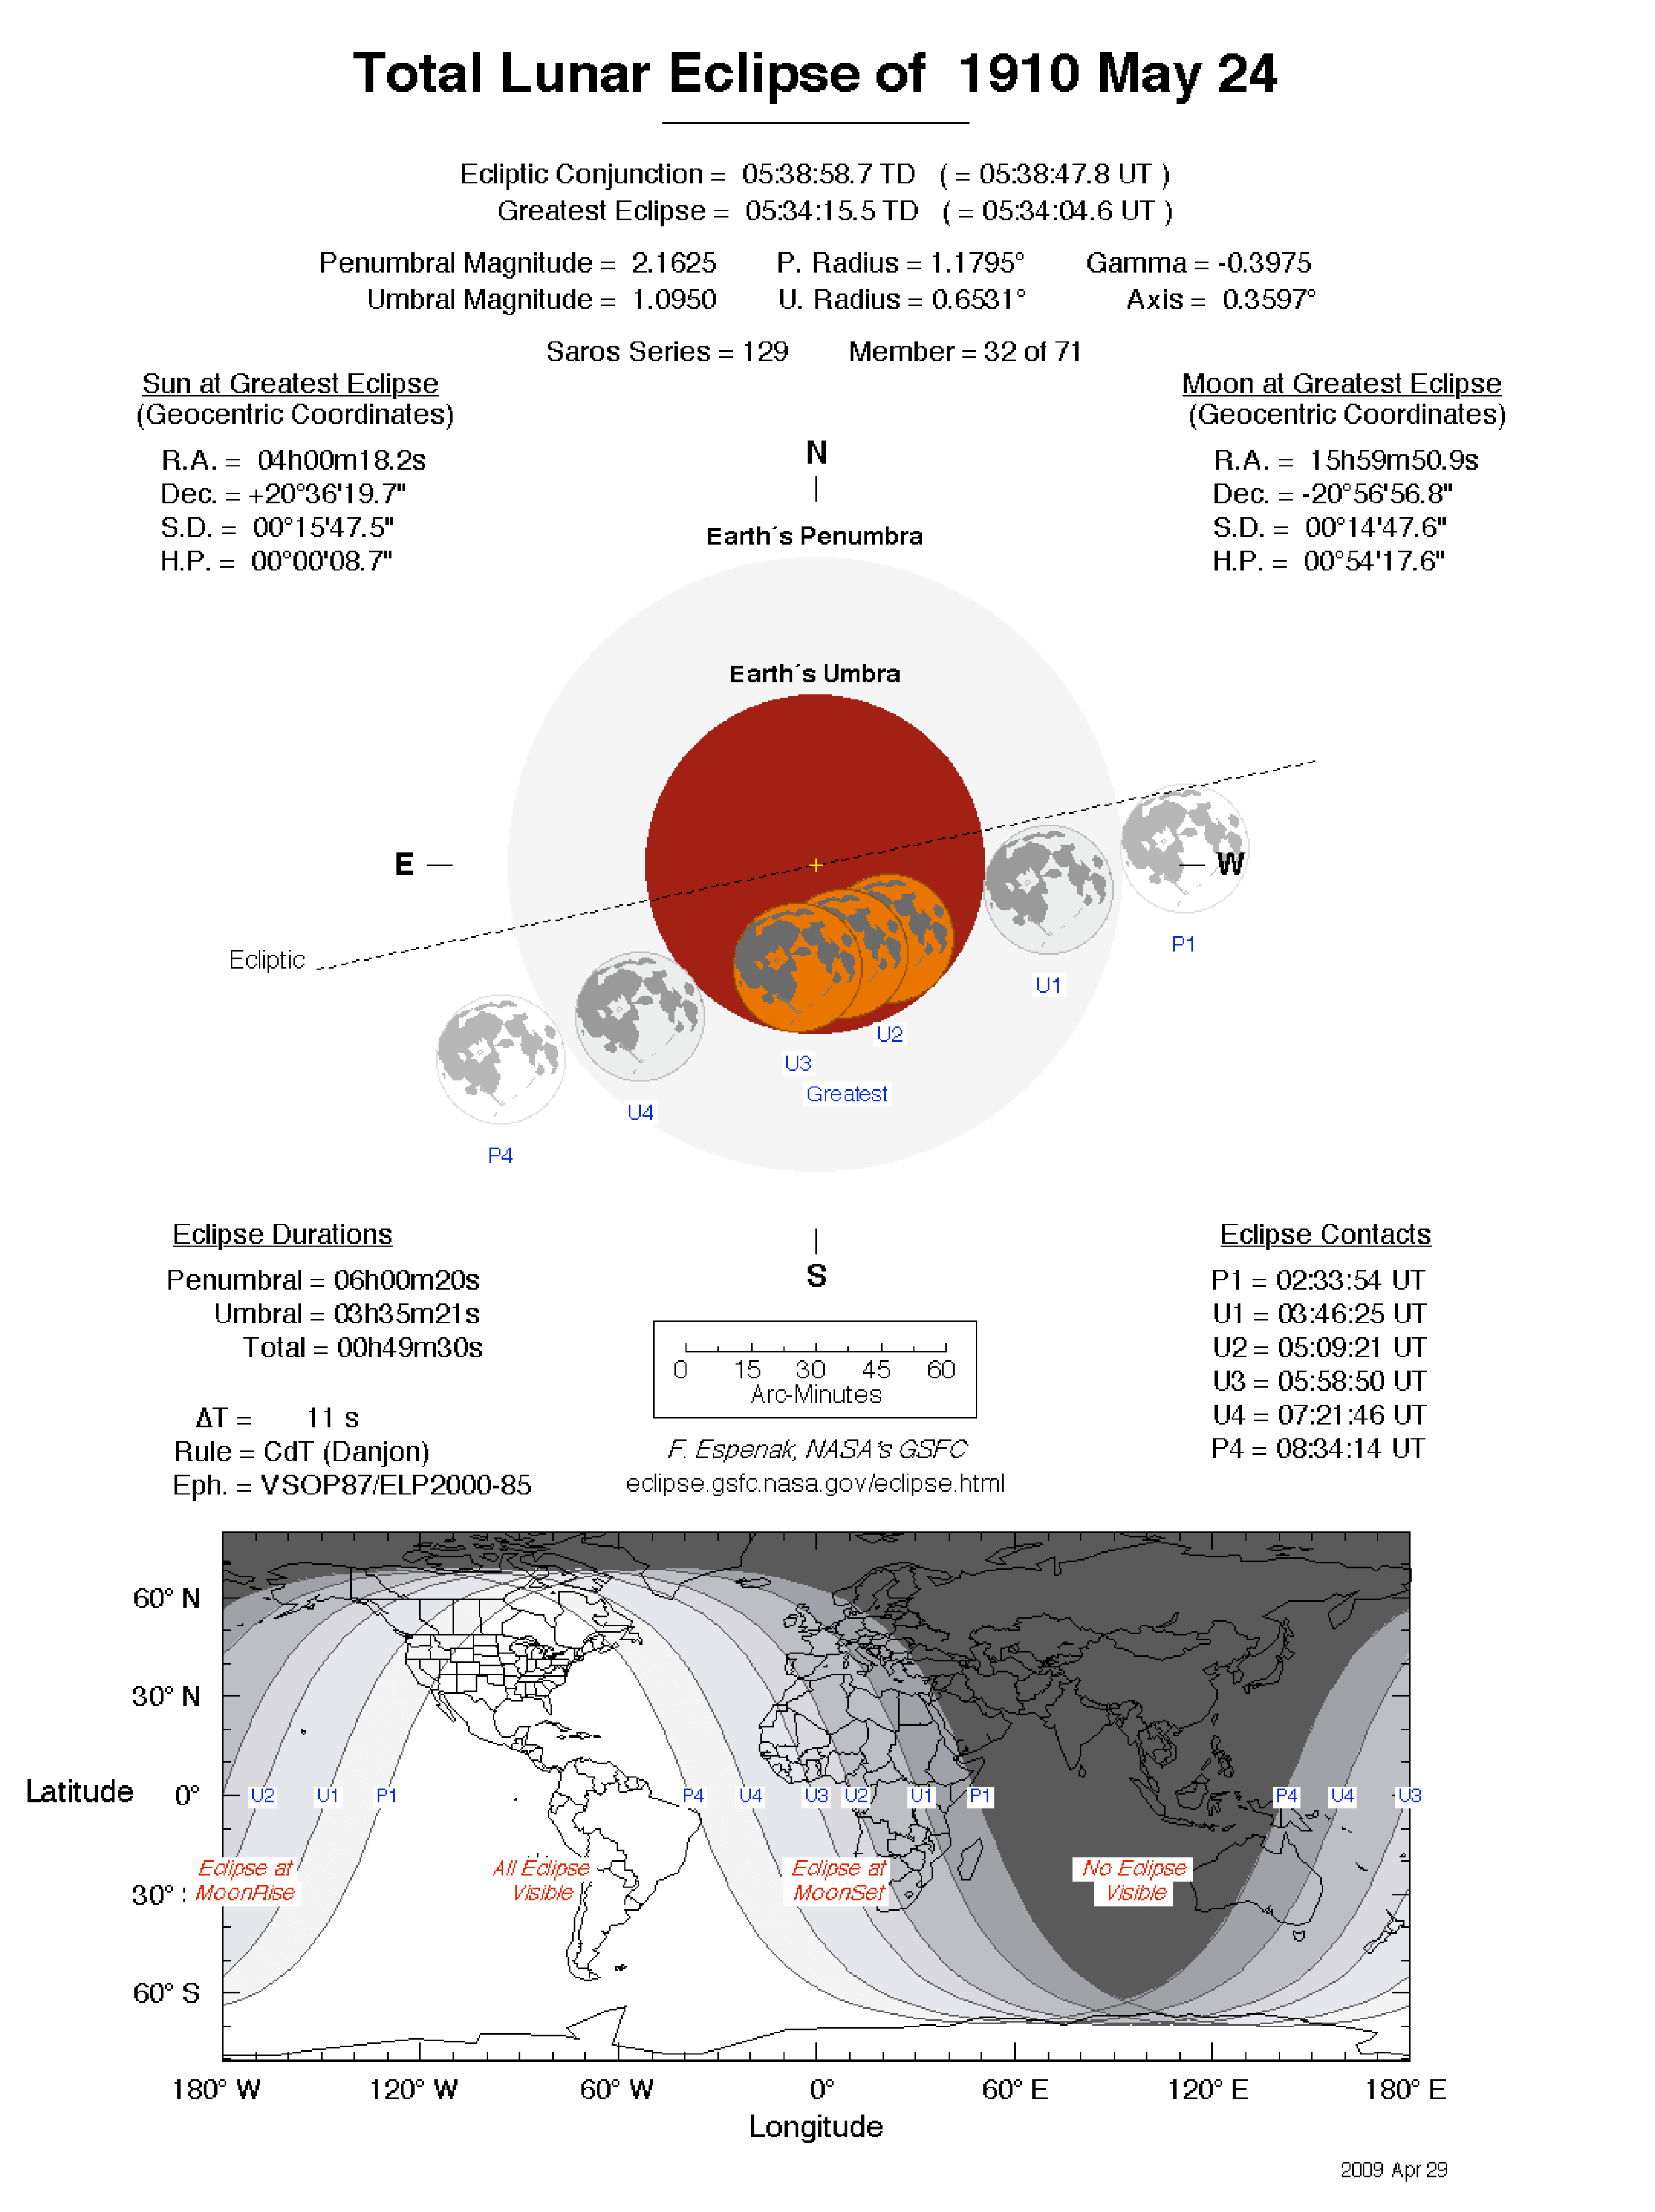 Total Lunar Eclipse of 1910 May 24
Ecliptic Conjunction = 05:38:58.7 TD ( = 05:38:47.8 UT )
Greatest Eclipse = 05:34:15.5 TD ( = 05:34:04.6 UT )
Penumbral Magnitude = 2.1625 P. Radius = 1.1795° Gamma = -0.3975
Umbral Magnitude = 1.0950 U. Radius = 0.6531° Axis = 0.3597°
Saros Series = 129 Member = 32 of 71
Sun at Greatest Eclipse
(Geocentric Coordinates)
R.A. = 04h00m18.2s
Dec. = +20°36'19.7"
S.D. = 00°15'47.5"
H.P. = 00°00'08.7"
Moon at Greatest Eclipse
(Geocentric Coordinates)
R.A. = 15h59m50.9s
Dec. = -20°56'56.8"
S.D. = 00°14'47.6"
H.P. = 00°54'17.6"
N
Earth´s Penumbra
Earth´s Umbra
E
W
Ecliptic
P1
U1
U2
U3
Greatest
U4
P4
S
Eclipse Durations
Penumbral = 06h00m20s
Umbral = 03h35m21s
Total = 00h49m30s
ΔT = 11 s
Rule = CdT (Danjon)
Eph. = VSOP87/ELP2000-85
0 15 30 45 60
Arc-Minutes
F. Espenak, NASA's GSFC
eclipse.gsfc.nasa.gov/eclipse.html
Eclipse Contacts
P1 = 02:33:54 UT
U1 = 03:46:25 UT
U2 = 05:09:21 UT
U3 = 05:58:50 UT
U4 = 07:21:46 UT
P4 = 08:34:14 UT
60° N
30° N
Latitude 0°
30° :
60° S
U2 U1 P1 P4 U4 U3 U2 U1 P1 P4 U4 U3
Eclipse at
MoonRise
All Eclipse
Visible
Eclipse at
MoonSet
No Eclipse
Visible
180° W 120° W 60° W 0° 60° E 120° E 180° E
Longitude
2009 Apr 29